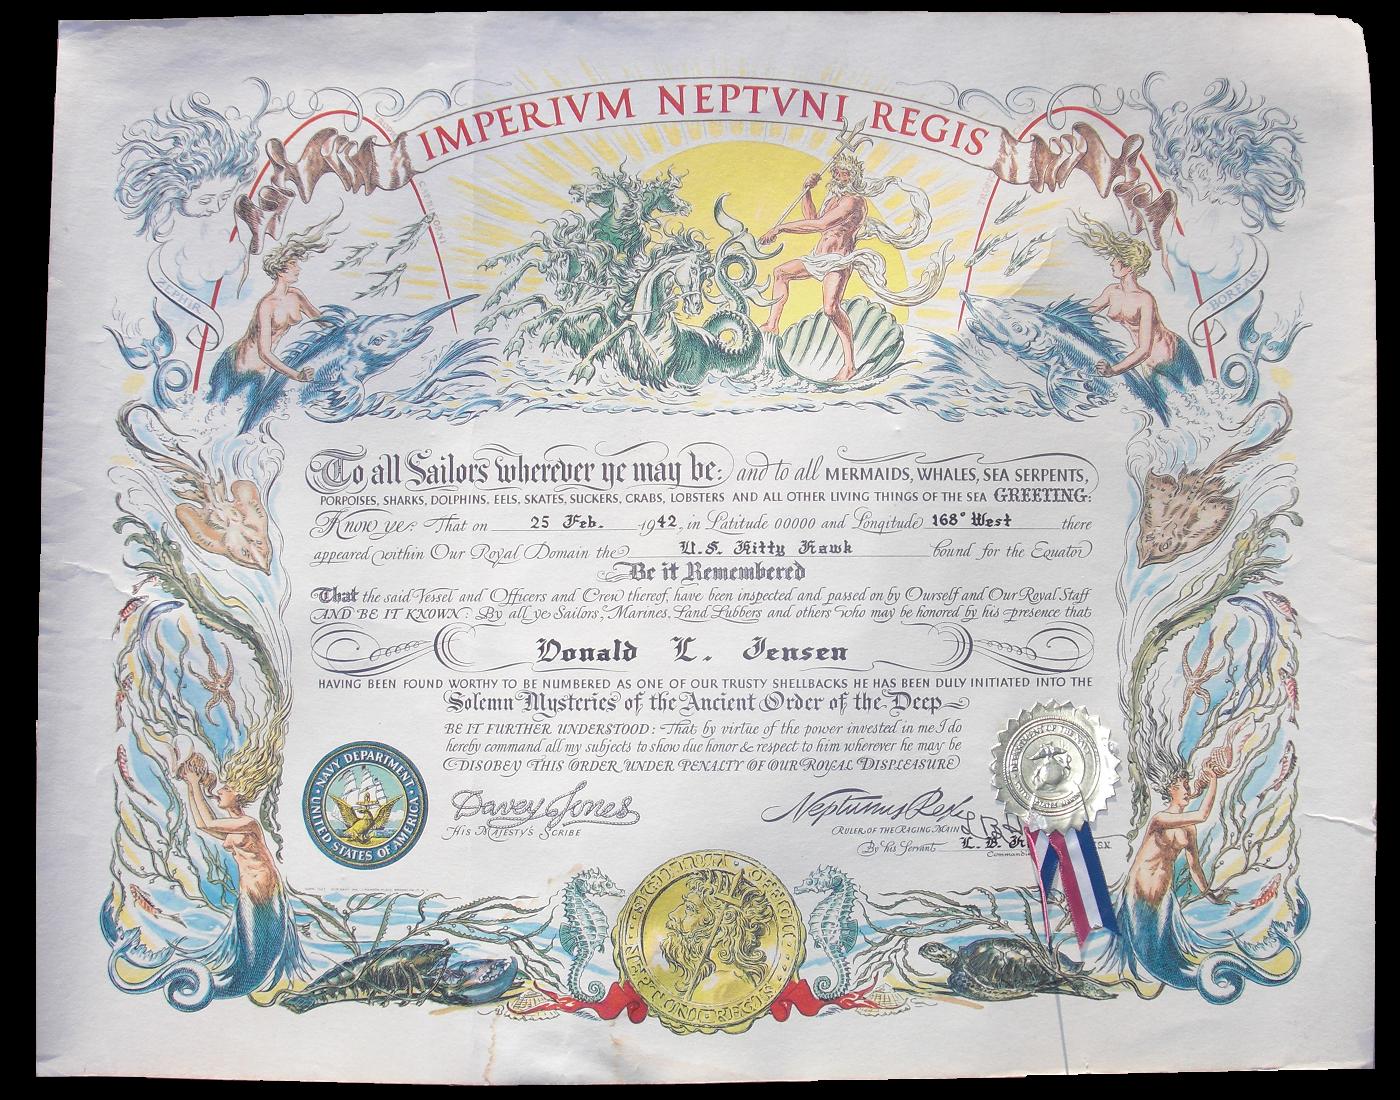 IMPERIVM NEPTVNI REGIS
ZEPHIR
BOREAS
To all Sailors wherever ye may be: and to all MERMAIDS, WHALES, SEA SERPENTS,
PORPOISES, SHARKS, DOLPHINS, EELS, SKATES, SUCKERS, CRABS, LOBSTERS AND ALL OTHER LIVING THINGS OF THE SEA GREETING:
Know ye: That on 25 Feb. 1942, in Latitude 00000 and Longitude 168° West there
appeared within Our Royal Domain the U.S. Kitty Hawk bound for the Equator
Be it Remembered
That the said Vessel and Officers and Crew thereof, have been inspected and passed on by Ourself and Our Royal Staff
AND BE IT KNOWN: By all ye Sailors, Marines, Land Lubbers and others who may be honored by his presence that
Donald L. Jensen
HAVING BEEN FOUND WORTHY TO BE NUMBERED AS ONE OF OUR TRUSTY SHELLBACKS HE HAS BEEN DULY INITIATED INTO THE
Solemn Mysteries of the Ancient Order of the Deep
BE IT FURTHER UNDERSTOOD: That by virtue of the power invested in me I do
hereby command all my subjects to show due honor & respect to him wherever he may be
DISOBEY THIS ORDER UNDER PENALTY OF OUR ROYAL DISPLEASURE
NAVY DEPARTMENT
UNITED STATES OF AMERICA
Davey Jones
HIS MAJESTY'S SCRIBE
Neptunus Rex
RULER OF THE RAGING MAIN
By his Servant